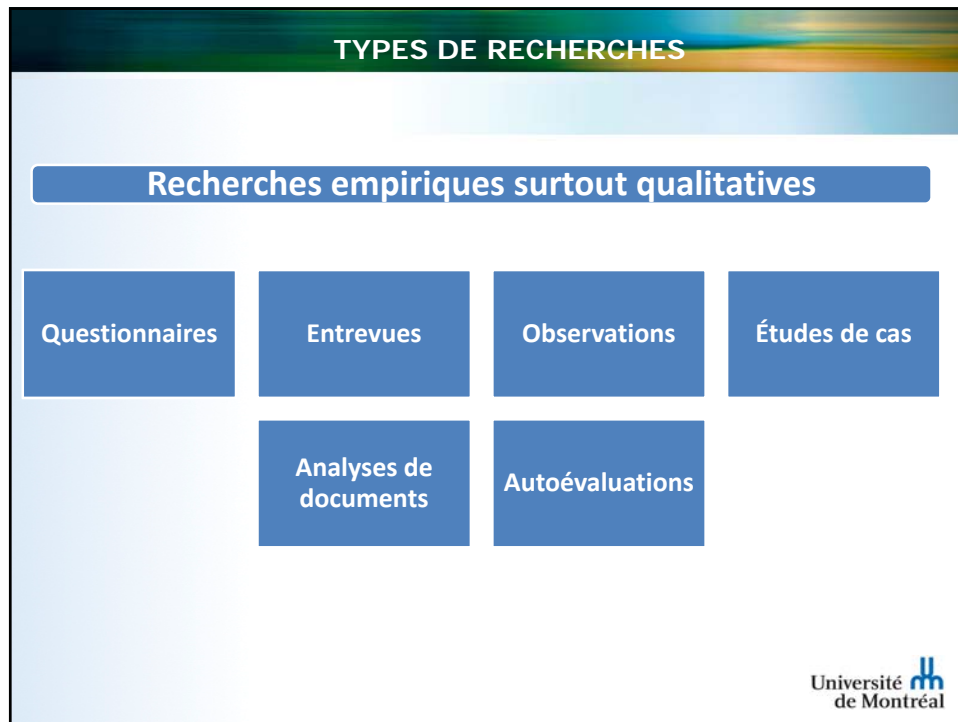 TYPES DE RECHERCHES
Recherches empiriques surtout qualitatives
Questionnaires
Entrevues
Observations
Études de cas
Analyses de
documents
Autoévaluations
Université
de Montréal